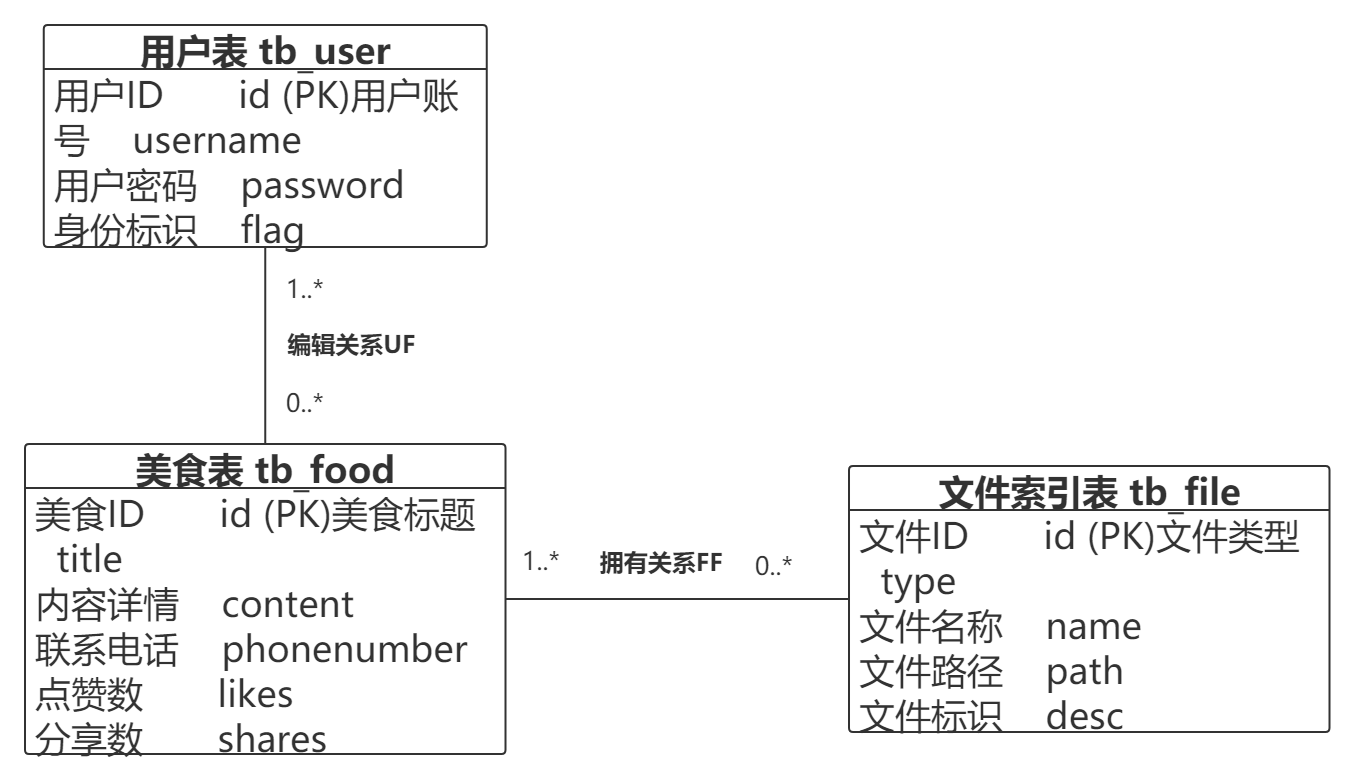 用户表 tb_user
用户ID id (PK)用户账
号 username
用户密码 password
身份标识 flag
1..*
编辑关系UF
0..*
美食表 tb_food
美食ID id (PK)美食标题
title
内容详情 content
联系电话 phonenumber
点赞数 likes
分享数 shares
1..* 拥有关系FF 0..*
文件索引表 tb_file
文件ID id (PK)文件类型
type
文件名称 name
文件路径 path
文件标识 desc